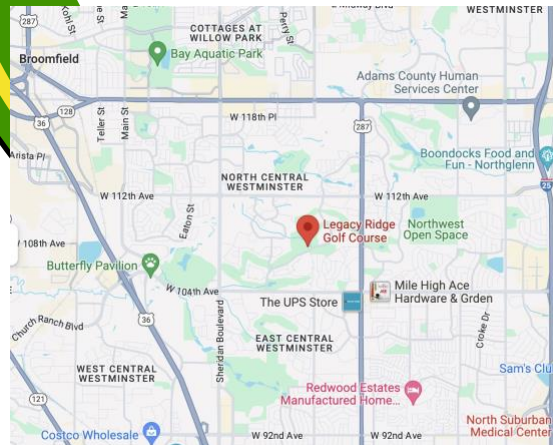 287
Kohl St
Perry St
WESTMINSTER
COTTAGES AT
WILLOW PARK
Bay Aquatic Park
Broomfield
Adams County Human
Services Center
128
Teller St
Main St
W 118th Pl
287
36
Arista Pl
Boondocks Food and
Fun - Northglenn
NORTH CENTRAL
WESTMINSTER
25
W 112th Ave
W 112th Ave
Eaton St
Legacy Ridge
Golf Course
Northwest
Open Space
108th Ave
Butterfly Pavilion
W 104th Ave
The UPS Store
Mile High Ace
Hardware & Grden
Church Ranch Blvd
36
Sheridan Boulevard
EAST CENTRAL
WESTMINSTER
Croke Dr
WEST CENTRAL
WESTMINSTER
Sam's Clu
Redwood Estates
Manufactured Home...
121
North Suburba
Medical Center
Costco Wholesale
W 92nd Ave
W 92nd Ave